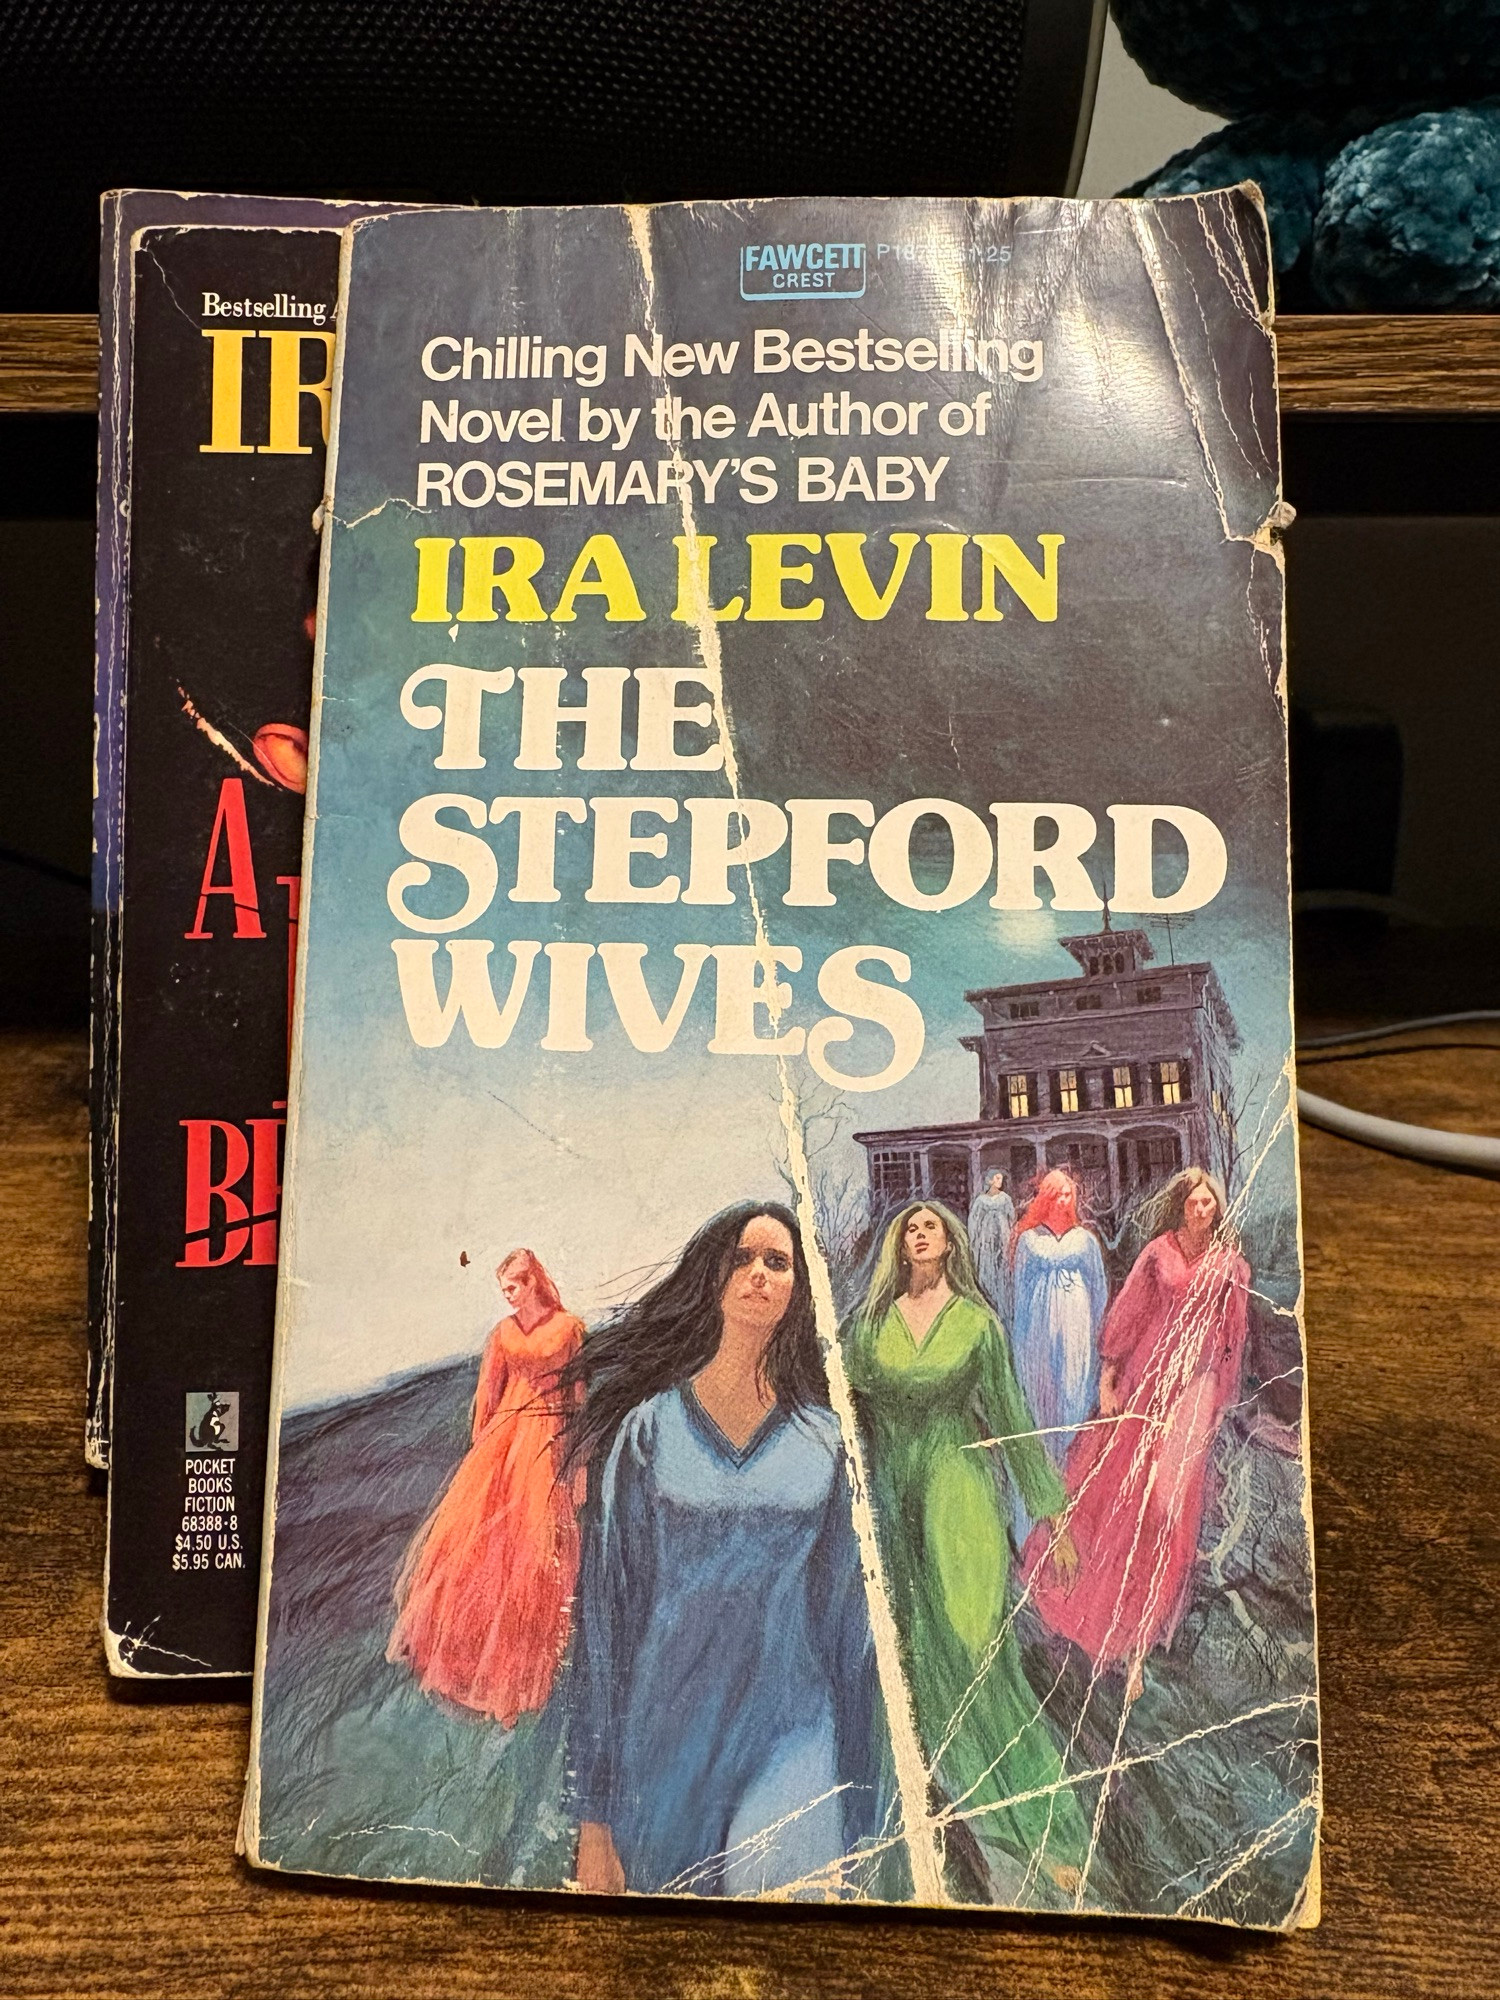 FAWCETT
CREST
Chilling New Bestselling
Novel by the Author of
ROSEMARY'S BABY
IRA LEVIN
THE
STEPFORD
WIVES
Bestselling
A
POCKET
BOOKS
FICTION
68388-8
$4.50 U.S.
$5.95 CAN.